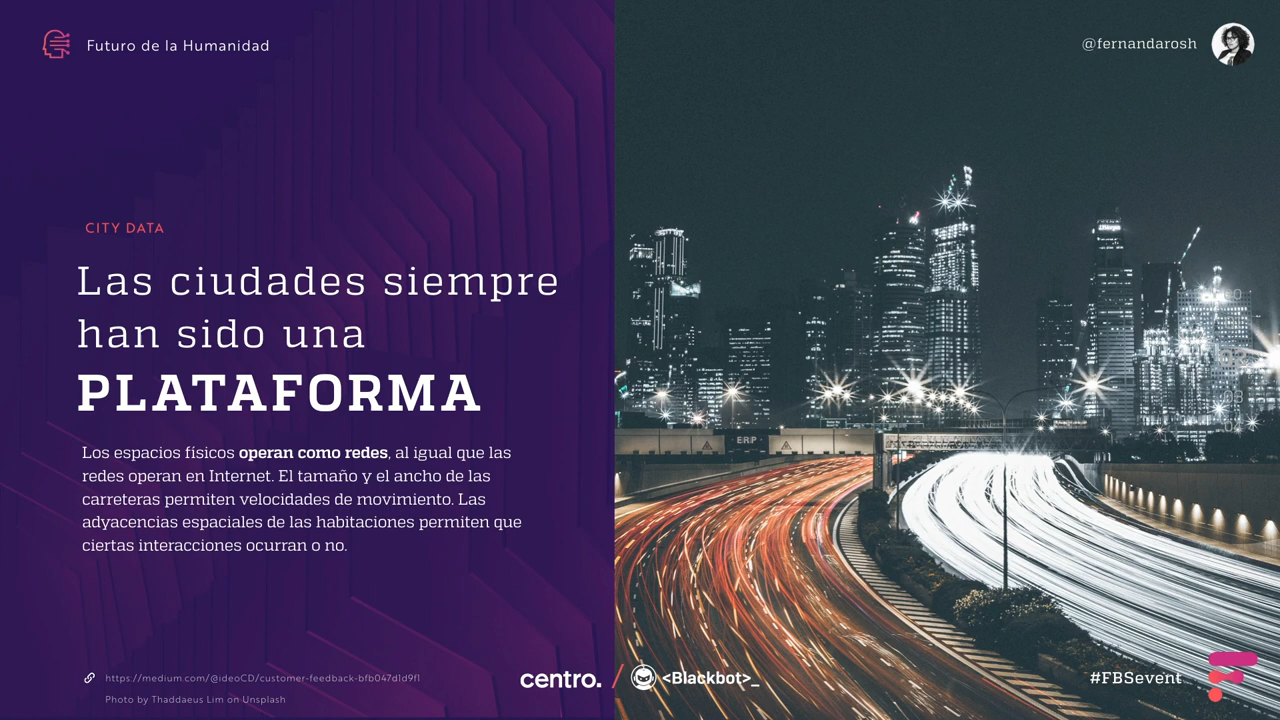 Futuro de la Humanidad
@fernandarosh
CITY DATA
Las ciudades siempre
han sido una
PLATAFORMA
Los espacios físicos operan como redes, al igual que las
redes operan en Internet. El tamaño y el ancho de las
carreteras permiten velocidades de movimiento. Las
adyacencias espaciales de las habitaciones permiten que
ciertas interacciones ocurran o no.
ERP
https://medium.com/@ideoCD/customer-feedback-bfb047d1d9f1
Photo by Thaddaeus Lim on Unsplash
centro. / <Blackbot>_
#FBSevent